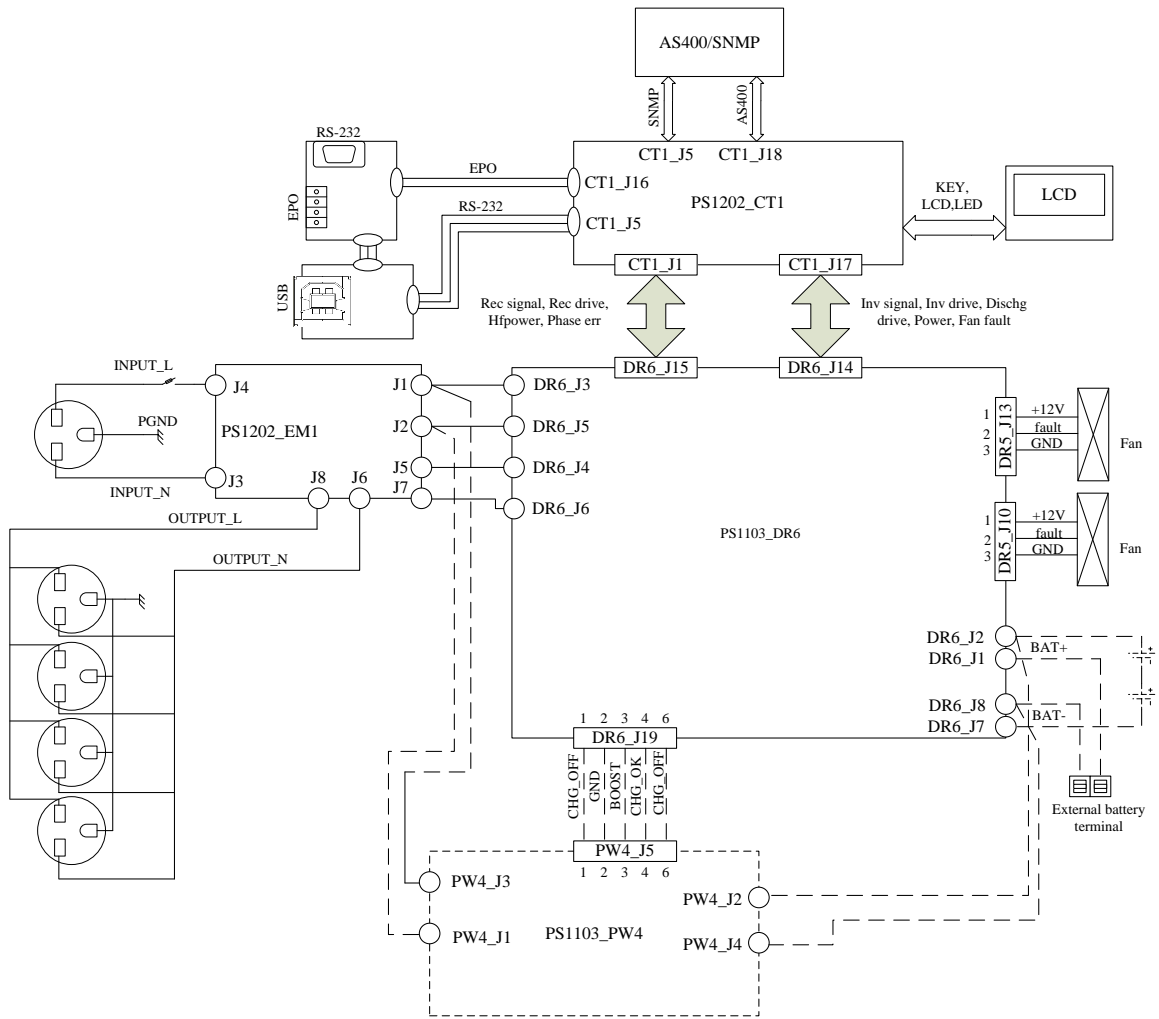 AS400/SNMP
SNMP
AS400
RS-232
EPO
EPO
CT1_J5
CT1_J18
CT1_J16
PS1202_CT1
KEY,
LCD,LED
LCD
RS-232
CT1_J5
USB
CT1_J1
CT1_J17
Rec signal, Rec drive,
Hfpower, Phase err
Inv signal, Inv drive, Dischg
drive, Power, Fan fault
INPUT_L
J4
J1
DR6_J3
DR6_J15
DR6_J14
PGND
PS1202_EM1
J2
DR6_J5
J5
DR6_J4
INPUT_N
J3
J8
J6
J7
DR6_J6
OUTPUT_L
OUTPUT_N
PS1103_DR6
1
2
3
DR5_J13
+12V
fault
GND
Fan
1
2
3
DR5_J10
+12V
fault
GND
Fan
DR6_J2
BAT+
DR6_J1
DR6_J8
BAT-
DR6_J7
+
+
External battery
terminal
1 2 3 4 6
DR6_J19
CHG_OFF
GND
BOOST
CHG_OK
CHG_OFF
PW4_J5
1 2 3 4 6
PW4_J3
PW4_J2
PW4_J1
PS1103_PW4
PW4_J4